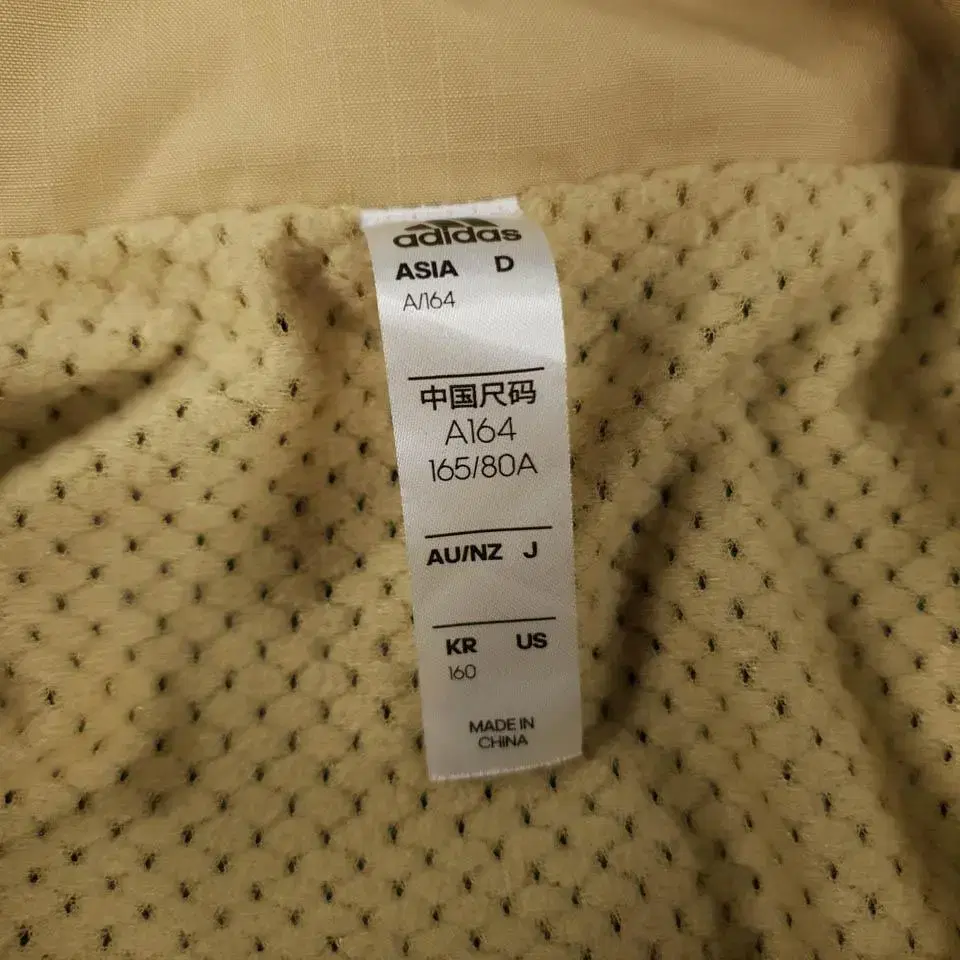 adidas
ASIA D
A/164
中国尺码
A164
165/80A
AU/NZ J
KR US
160
MADE IN
CHINA